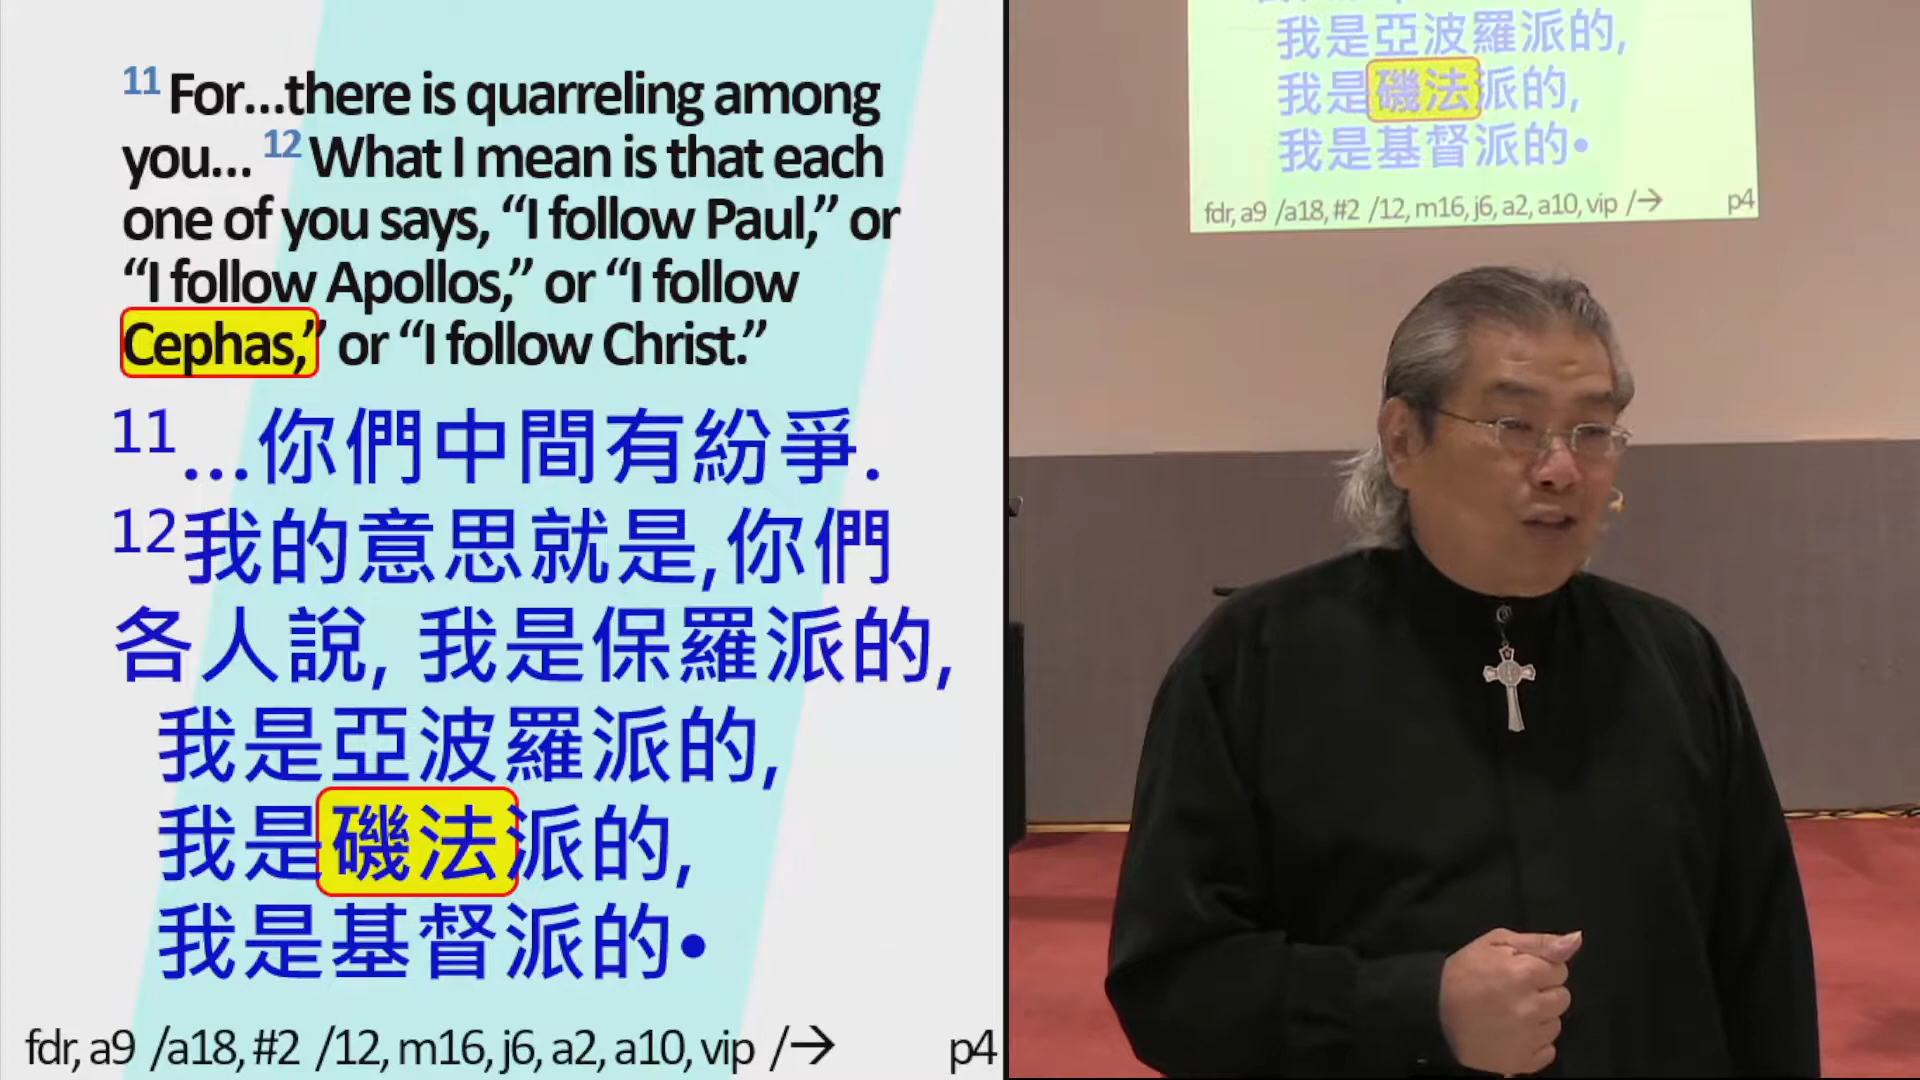 11 For...there is quarreling among
you... 12 What I mean is that each
one of you says, “I follow Paul,” or
“I follow Apollos,” or “I follow
Cephas,” or “I follow Christ.”
11...你們中間有紛爭.
12我的意思就是,你們
各人說, 我是保羅派的,
我是亞波羅派的,
我是磯法派的,
我是基督派的•
fdr, a9 /a18, #2 /12, m16, j6, a2, a10, vip /→ p4
我是亞波羅派的,
我是磯法派的,
我是基督派的•
fdr, a9 /a18, #2 /12, m16, j6, a2, a10, vip /→ p4